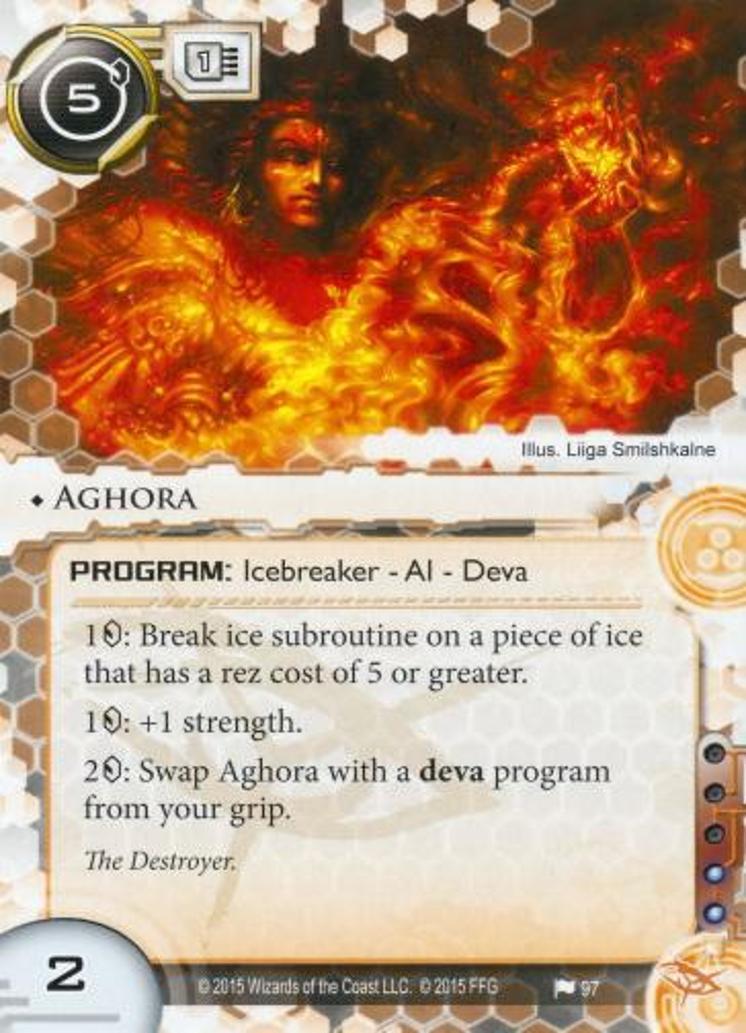 5
1
Illus. Liiga Smilshkalne
◆ AGHORA
PROGRAM: Icebreaker - AI - Deva
1: Break ice subroutine on a piece of ice
that has a rez cost of 5 or greater.
1: +1 strength.
2: Swap Aghora with a deva program
from your grip.
The Destroyer.
2
© 2015 Wizards of the Coast LLC. © 2015 FFG
97